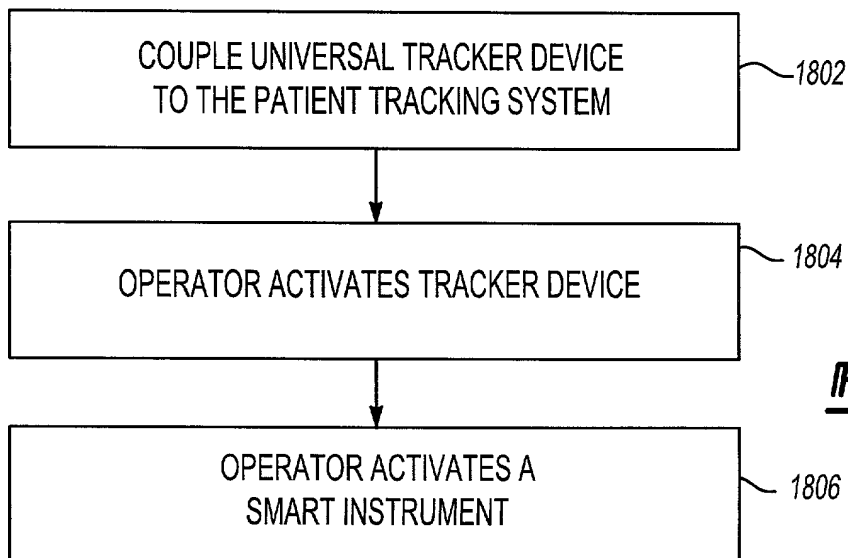 COUPLE UNIVERSAL TRACKER DEVICE
TO THE PATIENT TRACKING SYSTEM
1802
OPERATOR ACTIVATES TRACKER DEVICE
1804
OPERATOR ACTIVATES A
SMART INSTRUMENT
1806